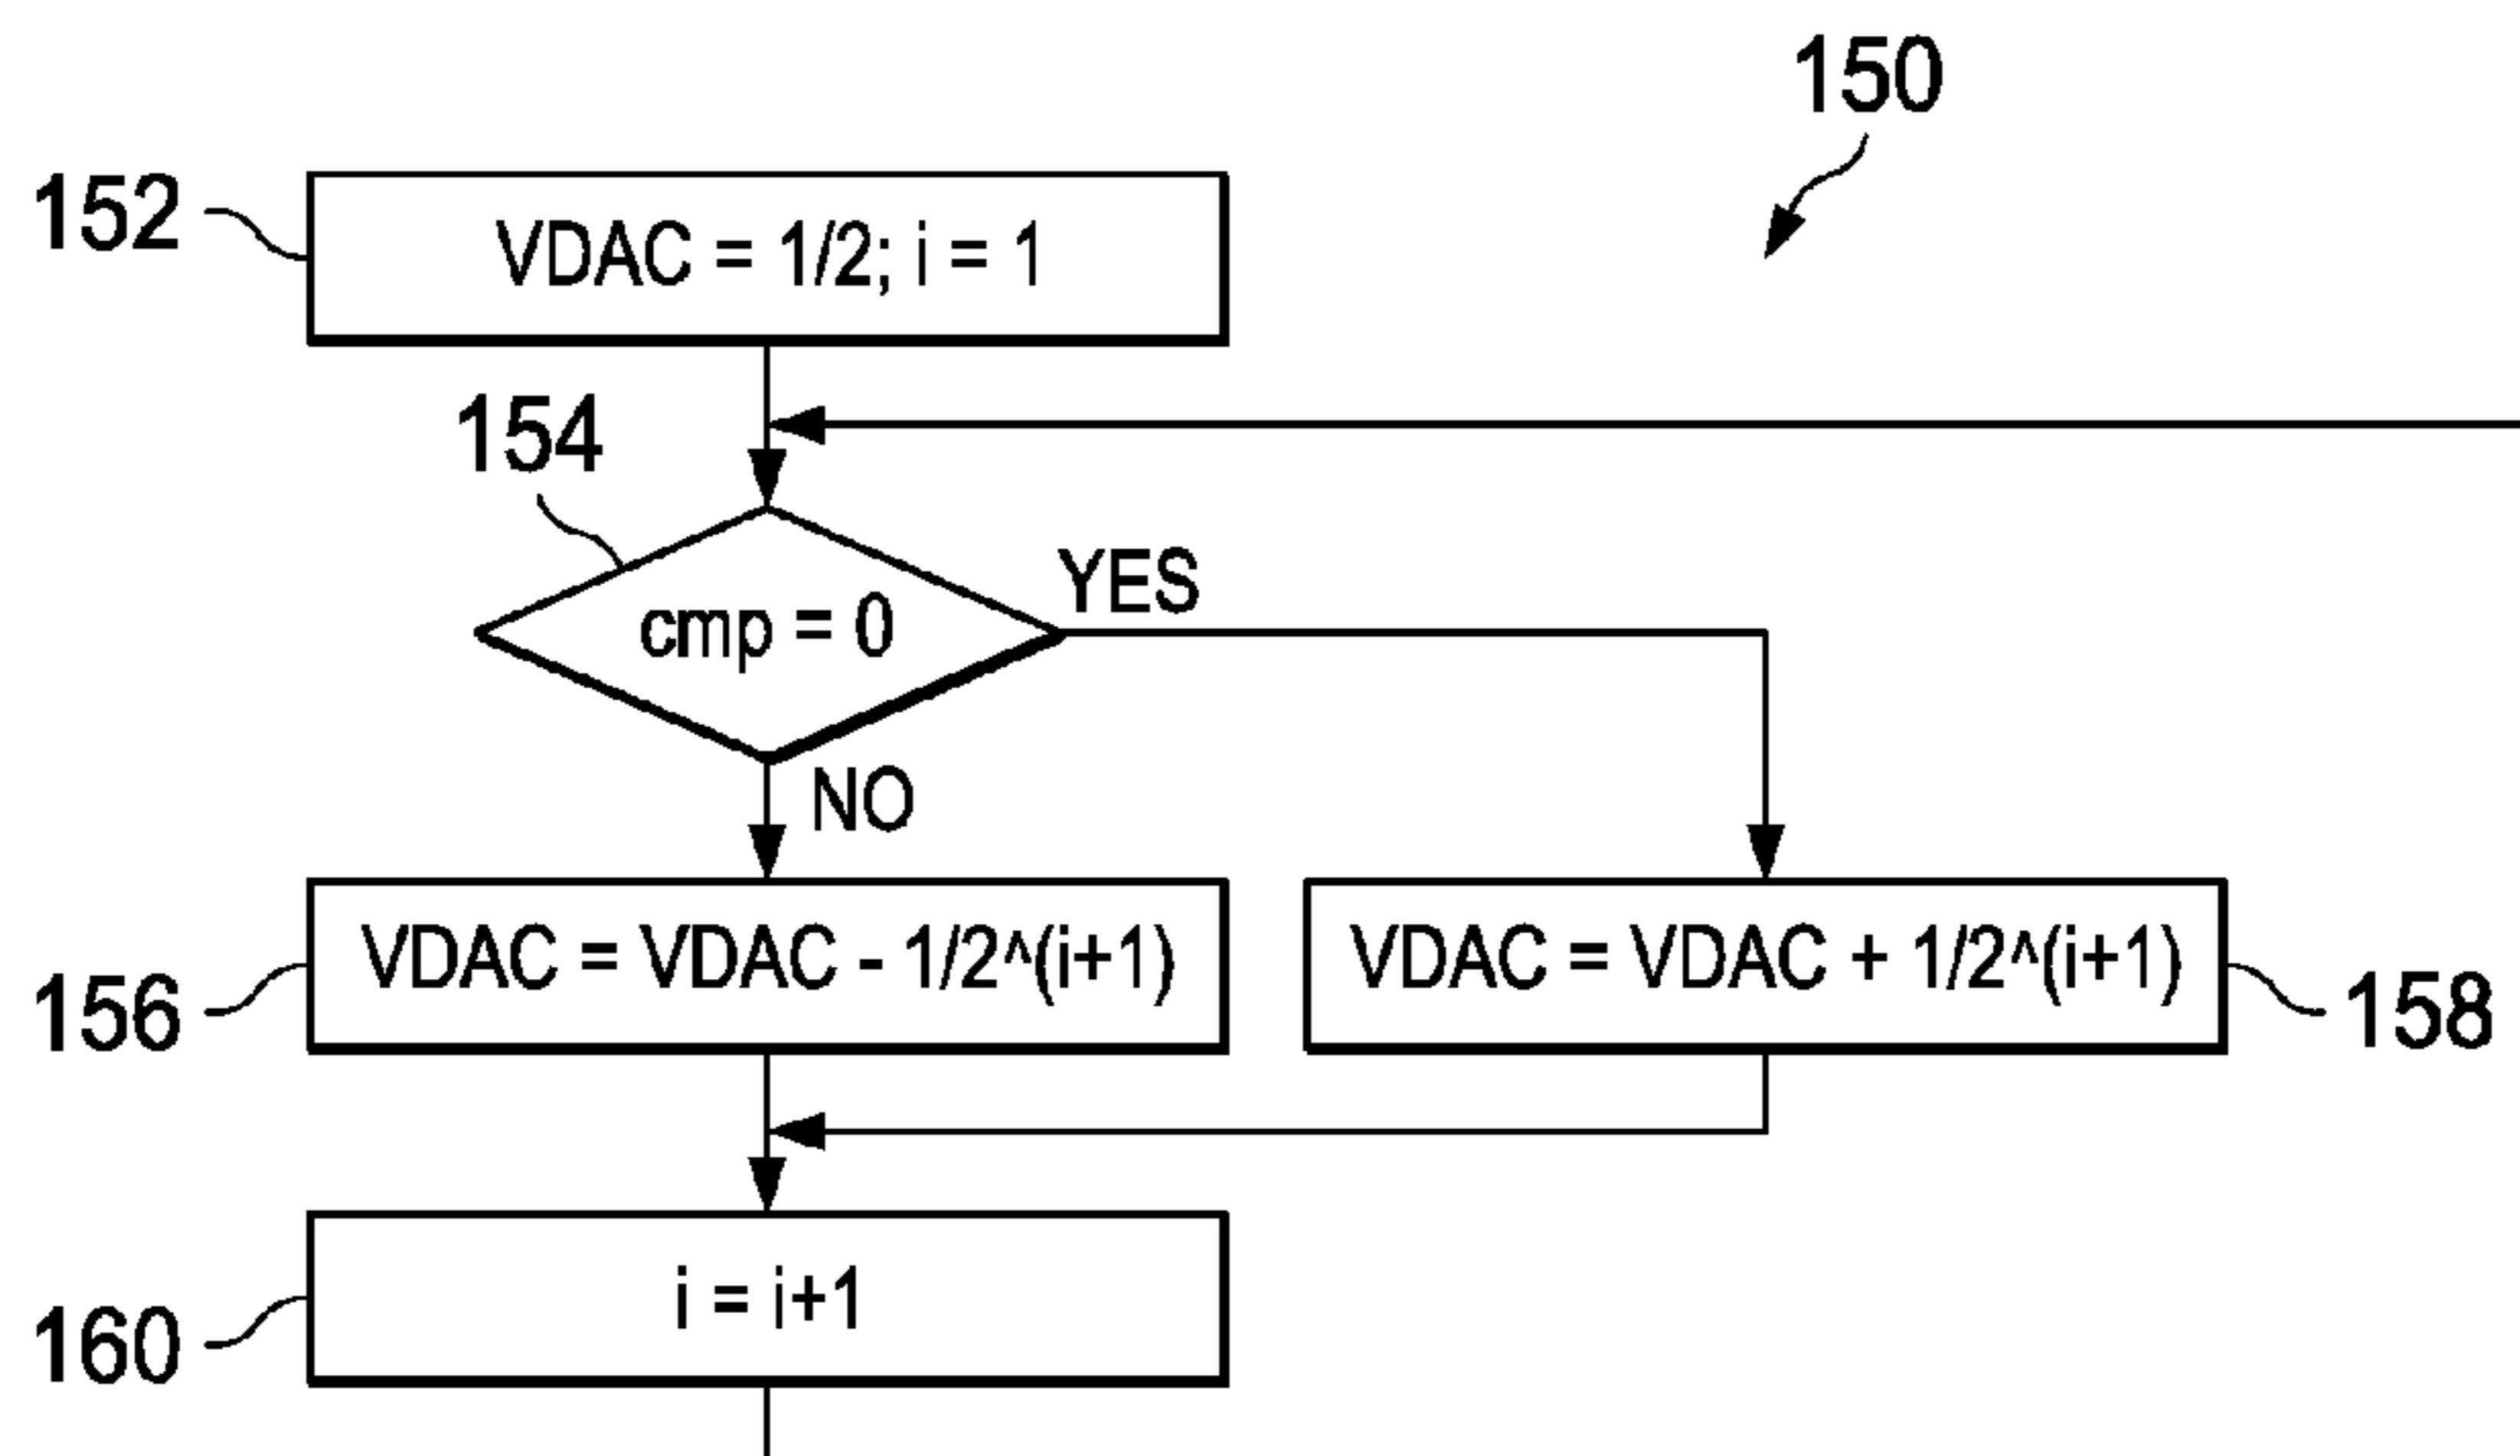 150
152
VDAC = 1/2; i = 1
154
YES
cmp = 0
NO
VDAC = VDAC - 1/2^(i+1)
VDAC = VDAC + 1/2^(i+1)
156
158
i = i+1
160